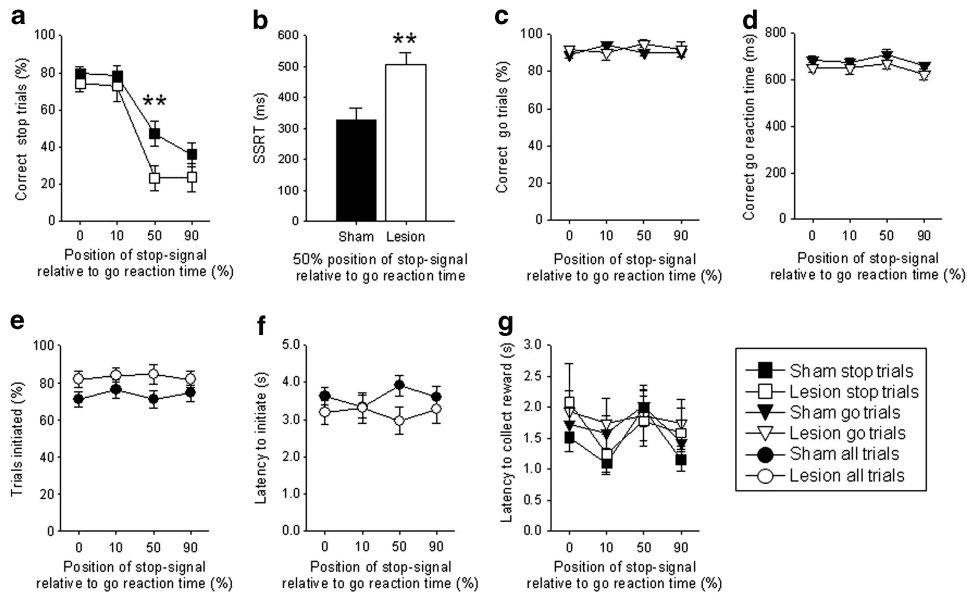 a
100
80
60
40
20
0
Correct stop trials (%)
**
0 10 50 90
Position of stop-signal
relative to go reaction time (%)
b
600
500
400
300
200
100
0
SSRT (ms)
**
Sham Lesion
50% position of stop-signal
relative to go reaction time
c
100
80
60
40
20
0
Correct go trials (%)
0 10 50 90
Position of stop-signal
relative to go reaction time (%)
d
800
600
400
200
0
Correct go reaction time (ms)
0 10 50 90
Position of stop-signal
relative to go reaction time (%)
e
100
80
60
40
20
0
Trials initiated (%)
0 10 50 90
Position of stop-signal
relative to go reaction time (%)
f
5.0
4.0
3.0
2.0
1.0
0.0
Latency to initiate (s)
0 10 50 90
Position of stop-signal
relative to go reaction time (%)
g
3.0
2.5
2.0
1.5
1.0
0.5
0.0
Latency to collect reward (s)
0 10 50 90
Position of stop-signal
relative to go reaction time (%)
Sham stop trials
Lesion stop trials
Sham go trials
Lesion go trials
Sham all trials
Lesion all trials